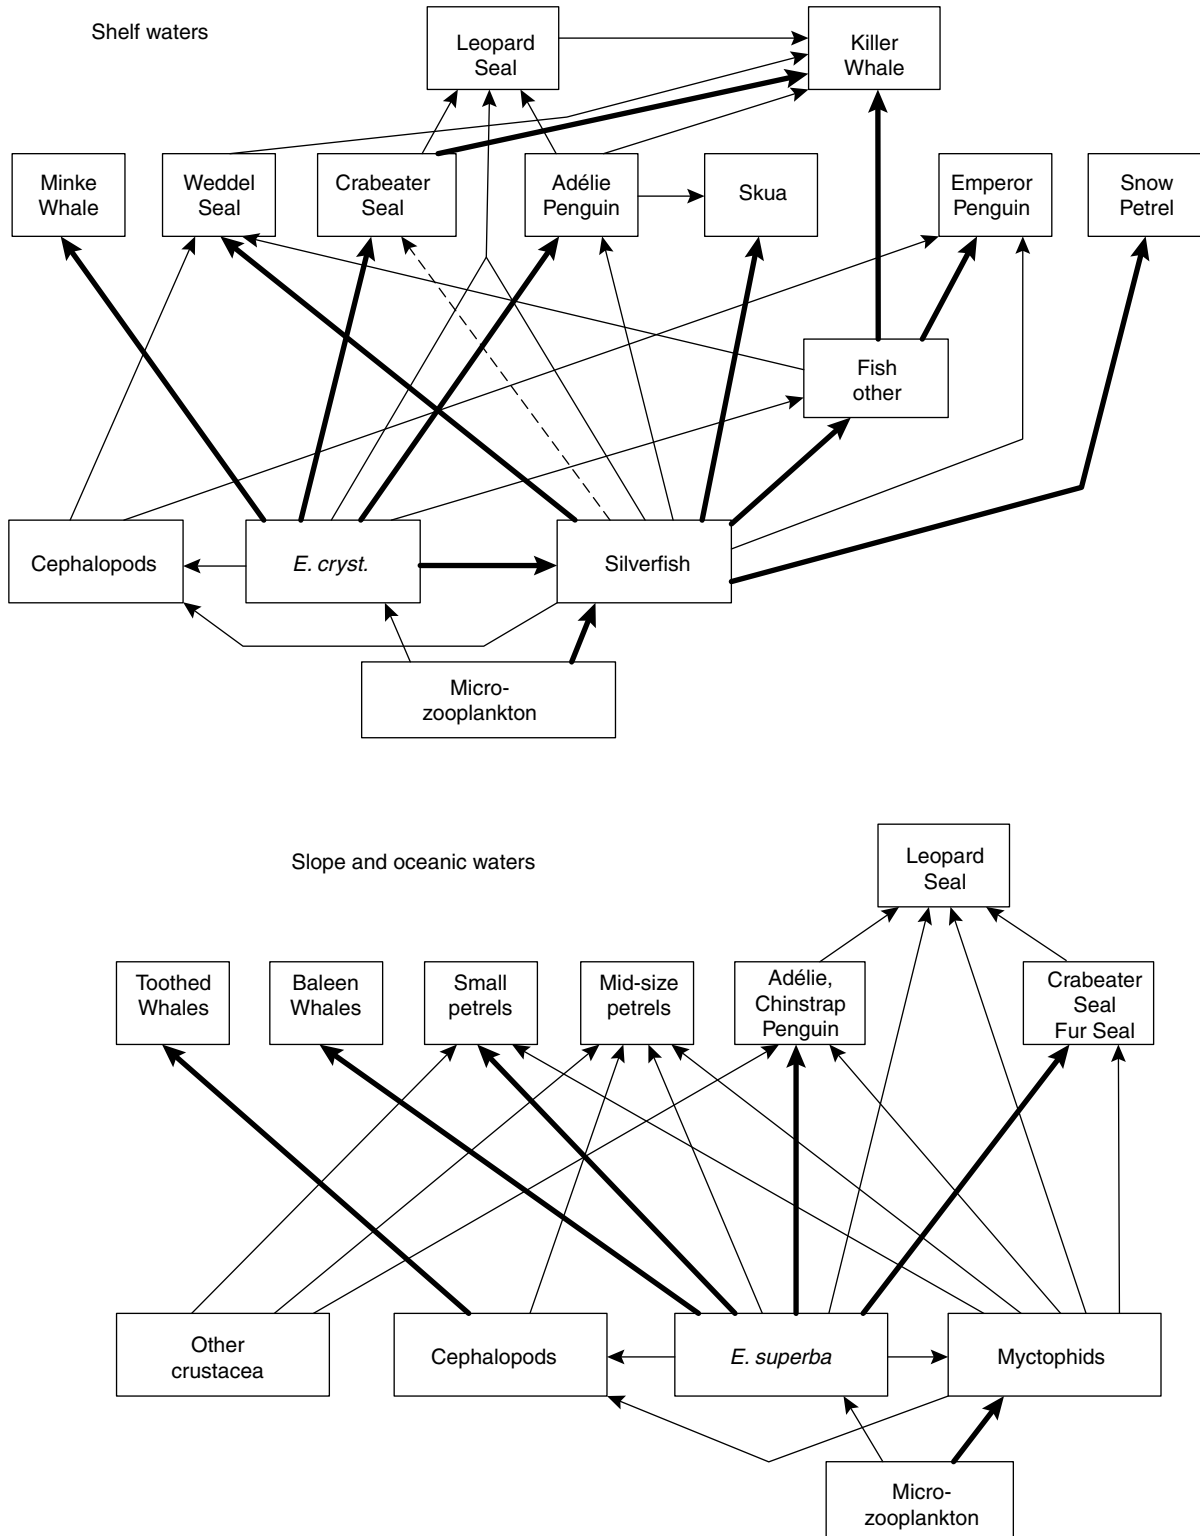 Shelf waters
Leopard
Seal
Killer
Whale
Minke
Whale
Weddel
Seal
Crabeater
Seal
Adélie
Penguin
Skua
Emperor
Penguin
Snow
Petrel
Fish
other
Cephalopods
E. cryst.
Silverfish
Micro-
zooplankton
Slope and oceanic waters
Leopard
Seal
Toothed
Whales
Baleen
Whales
Small
petrels
Mid-size
petrels
Adélie,
Chinstrap
Penguin
Crabeater
Seal
Fur Seal
Other
crustacea
Cephalopods
E. superba
Myctophids
Micro-
zooplankton